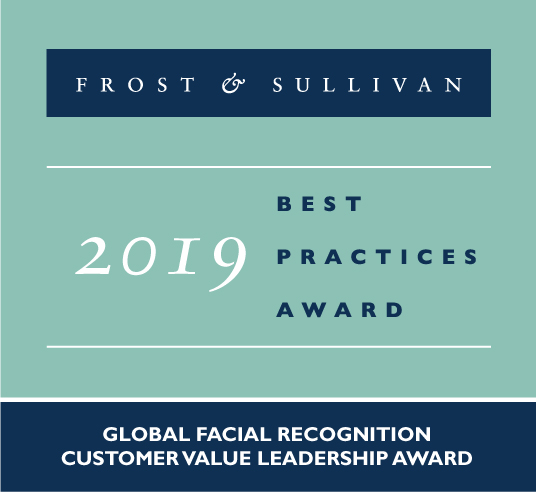 FROST & SULLIVAN
2019
BEST
PRACTICES
AWARD
GLOBAL FACIAL RECOGNITION
CUSTOMER VALUE LEADERSHIP AWARD